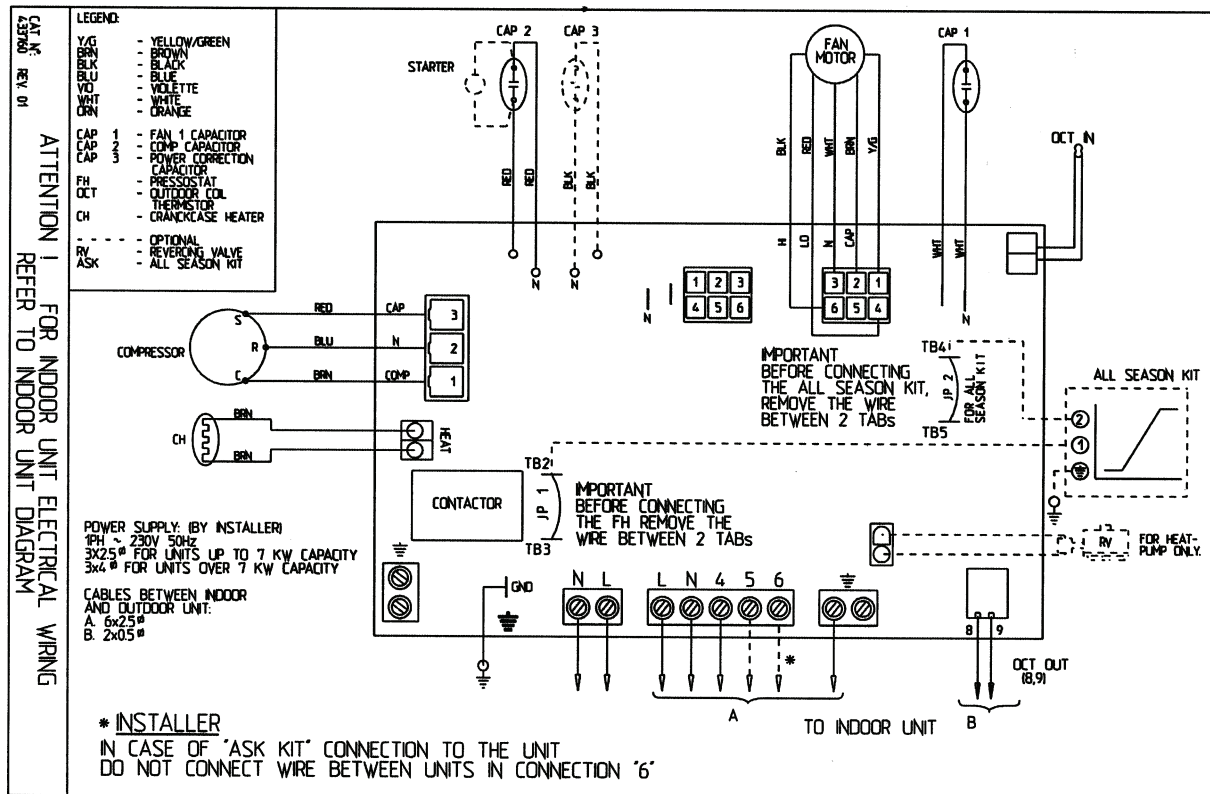 CAT Nº:
433760 REV. 01
ATTENTION ! FOR INDOOR UNIT ELECTRICAL WIRING
REFER TO INDOOR UNIT DIAGRAM
LEGEND:
Y/G - YELLOW/GREEN
BRN - BROWN
BLK - BLACK
BLU - BLUE
VIO - VIOLETTE
WHT - WHITE
ORN - ORANGE
CAP 1 - FAN 1 CAPACITOR
CAP 2 - COMP CAPACITOR
CAP 3 - POWER CORRECTION
CAPACITOR
FH - PRESSOSTAT
OCT - OUTDOOR COIL
THERMISTOR
CH - CRANCKCASE HEATER
- - - - - - OPTIONAL
RV - REVERCING VALVE
ASK - ALL SEASON KIT
CAP 2
CAP 3
STARTER
RED
RED
BLK
BLK
N
N
FAN
MOTOR
BLK
RED
WHT
BRN
Y/G
HI
LO
N
CAP
CAP 1
WHT
WHT
N
OCT IN
N
1 2 3
4 5 6
3 2 1
6 5 4
COMPRESSOR
S
R
C
RED CAP 3
BLU N 2
BRN COMP 1
CH
BRN
BRN
HEAT
IMPORTANT
BEFORE CONNECTING
THE ALL SEASON KIT,
REMOVE THE WIRE
BETWEEN 2 TABs
TB4
JP 2
FOR ALL
SEASON KIT
TB5
ALL SEASON KIT
2
1
CONTACTOR
TB2
JP 1
TB3
IMPORTANT
BEFORE CONNECTING
THE FH REMOVE THE
WIRE BETWEEN 2 TABs
RV
FOR HEAT-
PUMP ONLY.
POWER SUPPLY: (BY INSTALLER)
1PH ~ 230V 50Hz
3X2.5ø FOR UNITS UP TO 7 KW CAPACITY
3x4 ø FOR UNITS OVER 7 KW CAPACITY
CABLES BETWEEN INDOOR
AND OUTDOOR UNIT:
A. 6x2.5ø
B. 2x0.5ø
GND
N L
L N 4 5 6
*
8 9
OCT OUT
(8,9)
A
TO INDOOR UNIT
B
* INSTALLER
IN CASE OF "ASK KIT" CONNECTION TO THE UNIT
DO NOT CONNECT WIRE BETWEEN UNITS IN CONNECTION "6"